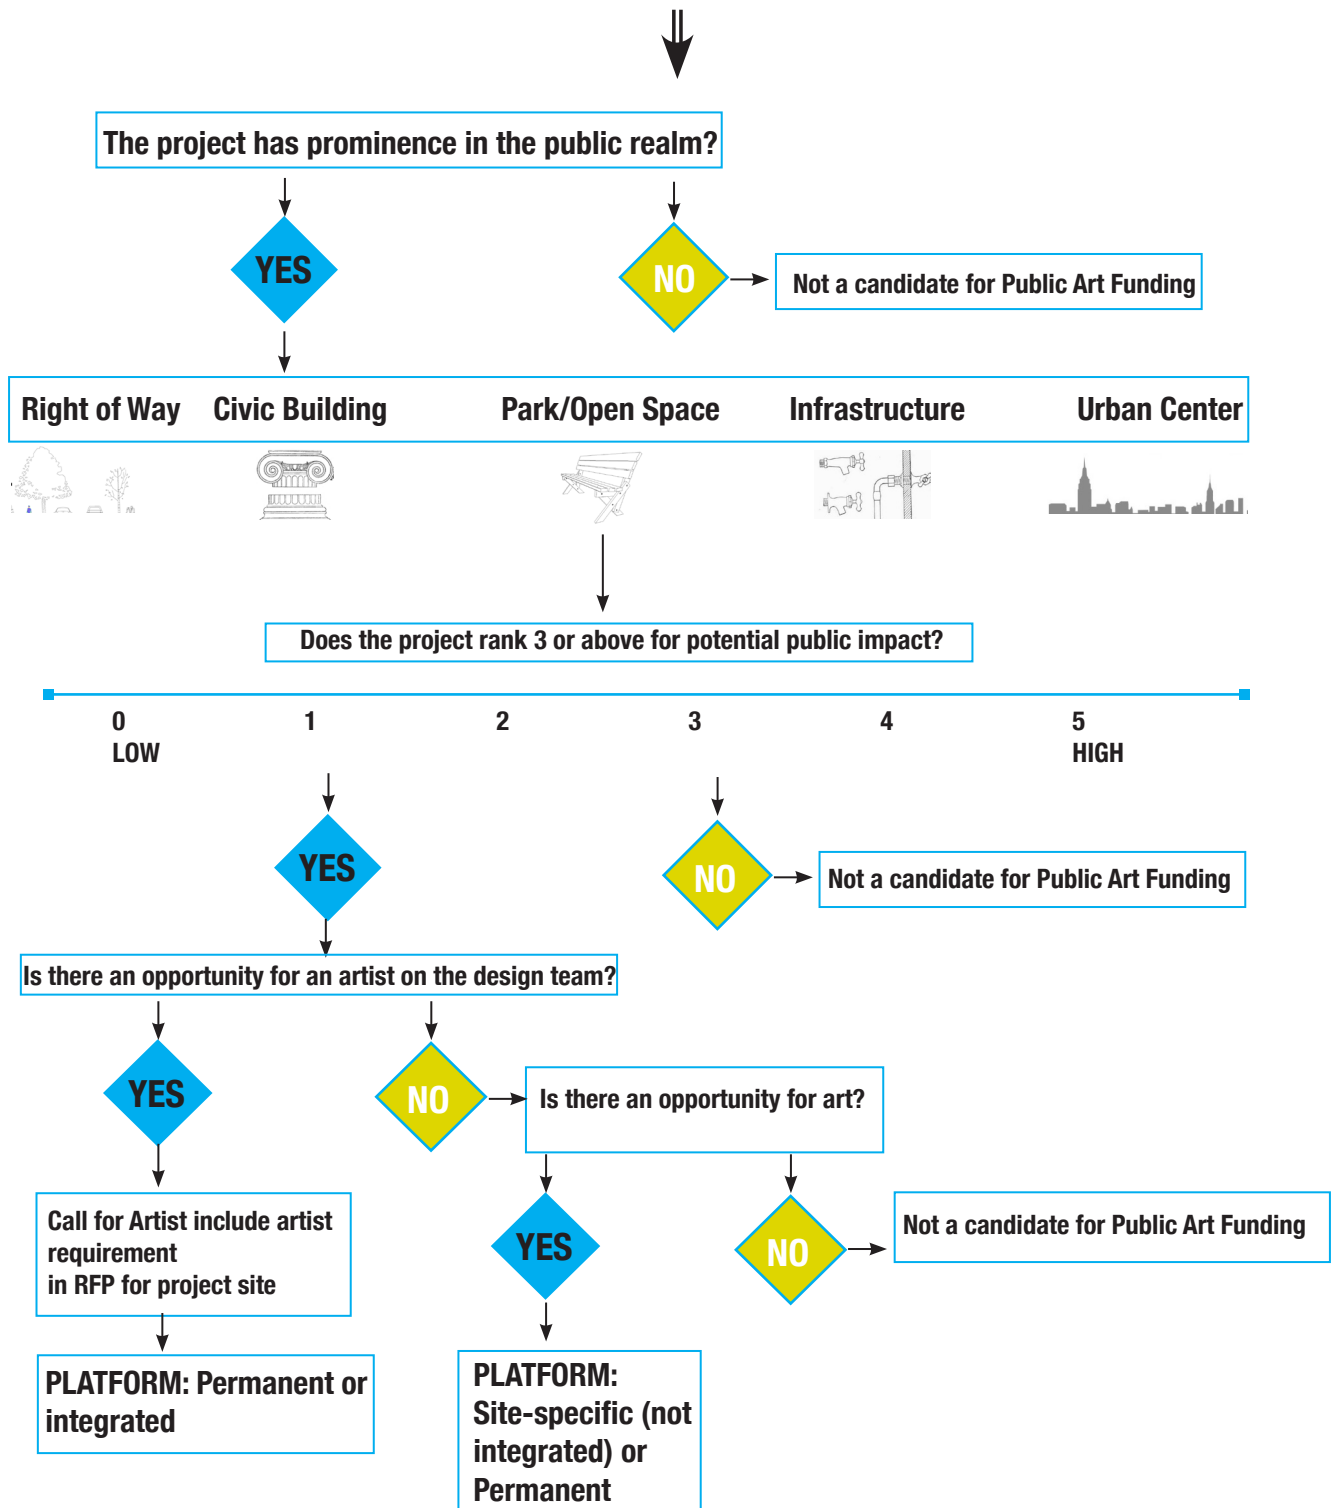 The project has prominence in the public realm?
YES
NO
Not a candidate for Public Art Funding
Right of Way
Civic Building
Park/Open Space
Infrastructure
Urban Center
Does the project rank 3 or above for potential public impact?
0
1
2
3
4
5
LOW
HIGH
YES
NO
Not a candidate for Public Art Funding
Is there an opportunity for an artist on the design team?
YES
NO
Is there an opportunity for art?
Call for Artist include artist
requirement
in RFP for project site
YES
NO
Not a candidate for Public Art Funding
PLATFORM: Permanent or
integrated
PLATFORM:
Site-specific (not
integrated) or
Permanent